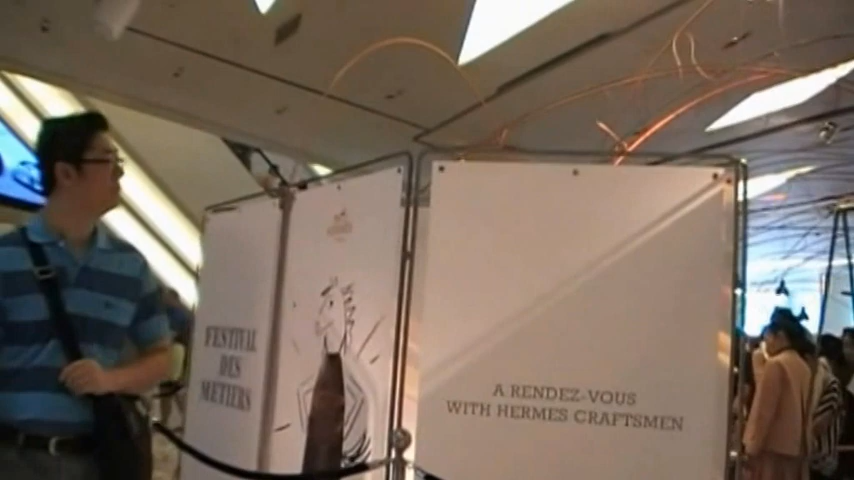 FESTIVAL
DES
METIERS
A RENDEZ-VOUS
WITH HERMES CRAFTSMEN